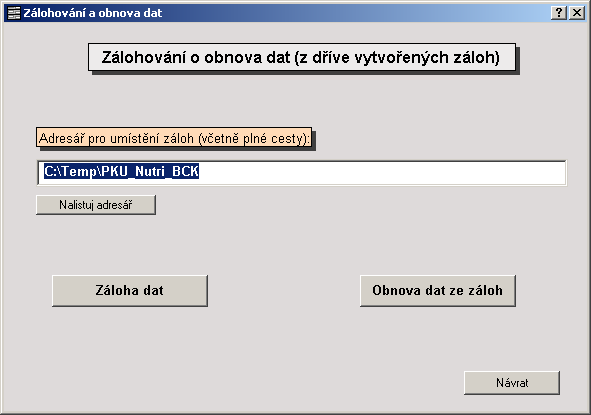 Zálohování a obnova dat
Zálohování o obnova dat (z dříve vytvořených záloh)
Adresář pro umístění záloh (včetně plné cesty):
C:\Temp\PKU_Nutri_BCK
Nalistuj adresář
Záloha dat
Obnova dat ze záloh
Návrat